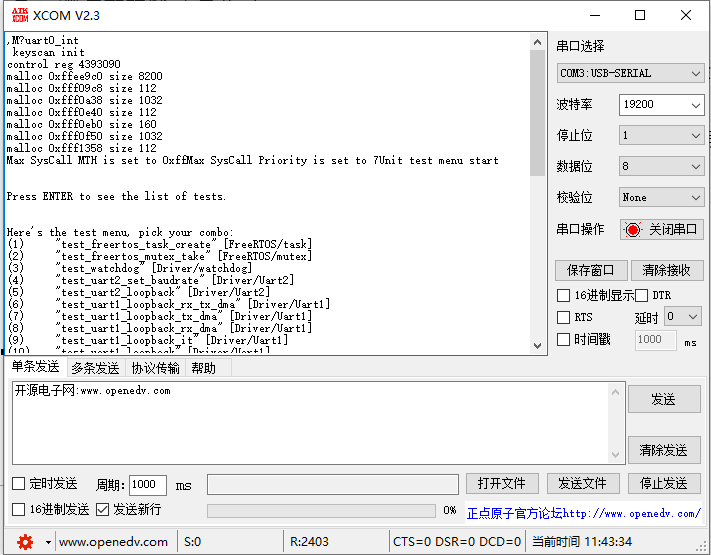 ATK XCOM XCOM V2.3
,M?uart0_int
keyscan init
control reg 4393090
malloc 0xffee9c0 size 8200
malloc 0xfff09c8 size 112
malloc 0xfff0a38 size 1032
malloc 0xfff0e40 size 112
malloc 0xfff0eb0 size 160
malloc 0xfff0f50 size 1032
malloc 0xfff1358 size 112
Max SysCall MTH is set to 0xffMax SysCall Priority is set to 7Unit test menu start
Press ENTER to see the list of tests.
Here's the test menu, pick your combo:
(1) "test_freertos_task_create" [FreeRTOS/task]
(2) "test_freertos_mutex_take" [FreeRTOS/mutex]
(3) "test_watchdog" [Driver/watchdog]
(4) "test_uart2_set_baudrate" [Driver/Uart2]
(5) "test_uart2_loopback" [Driver/Uart2]
(6) "test_uart1_loopback_rx_tx_dma" [Driver/Uart1]
(7) "test_uart1_loopback_tx_dma" [Driver/Uart1]
(8) "test_uart1_loopback_rx_dma" [Driver/Uart1]
(9) "test_uart1_loopback_it" [Driver/Uart1]
(10) "test_uart1_loopback" [Driver/Uart1]
串口选择
COM3:USB-SERIAL
波特率 19200
停止位 1
数据位 8
校验位 None
串口操作 关闭串口
保存窗口 清除接收
16进制显示 DTR
RTS 延时 0
时间戳 1000 ms
单条发送 多条发送 协议传输 帮助
开源电子网:www.openedv.com
发送
清除发送
定时发送 周期: 1000 ms 打开文件 发送文件 停止发送
16进制发送 发送新行 0% 正点原子官方论坛http://www.openedv.com/
www.openedv.com S:0 R:2403 CTS=0 DSR=0 DCD=0 当前时间 11:43:34